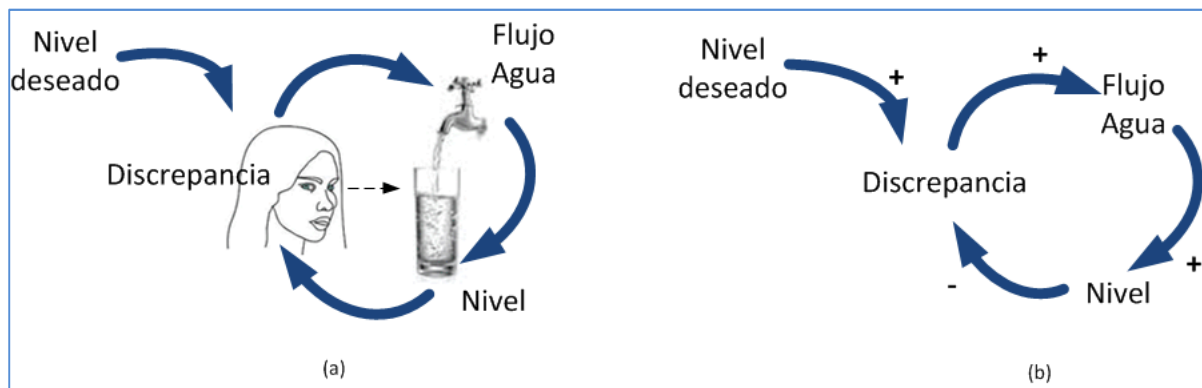 Nivel
deseado
Flujo
Agua
Discrepancia
Nivel
(a)
Nivel
deseado
+
+
Flujo
Agua
Discrepancia
+
-
Nivel
(b)